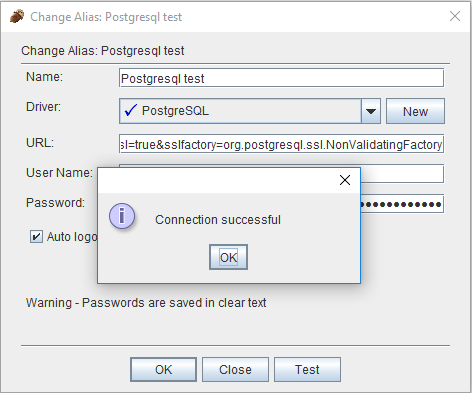 Change Alias: Postgresql test
Change Alias: Postgresql test
Name:
Postgresql test
Driver:
PostgreSQL
New
URL:
sl=true&sslfactory=org.postgresql.ssl.NonValidatingFactory
User Name:
Password:
Connection successful
OK
Auto logo
Warning - Passwords are saved in clear text
OK Close Test